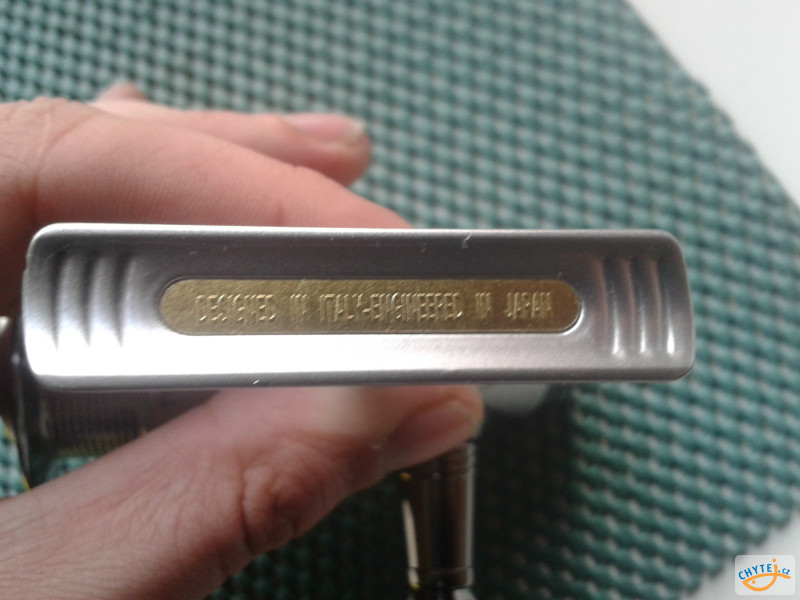 DESIGNED IN ITALY-ENGINEERED IN JAPAN
CHYTEJ.cz